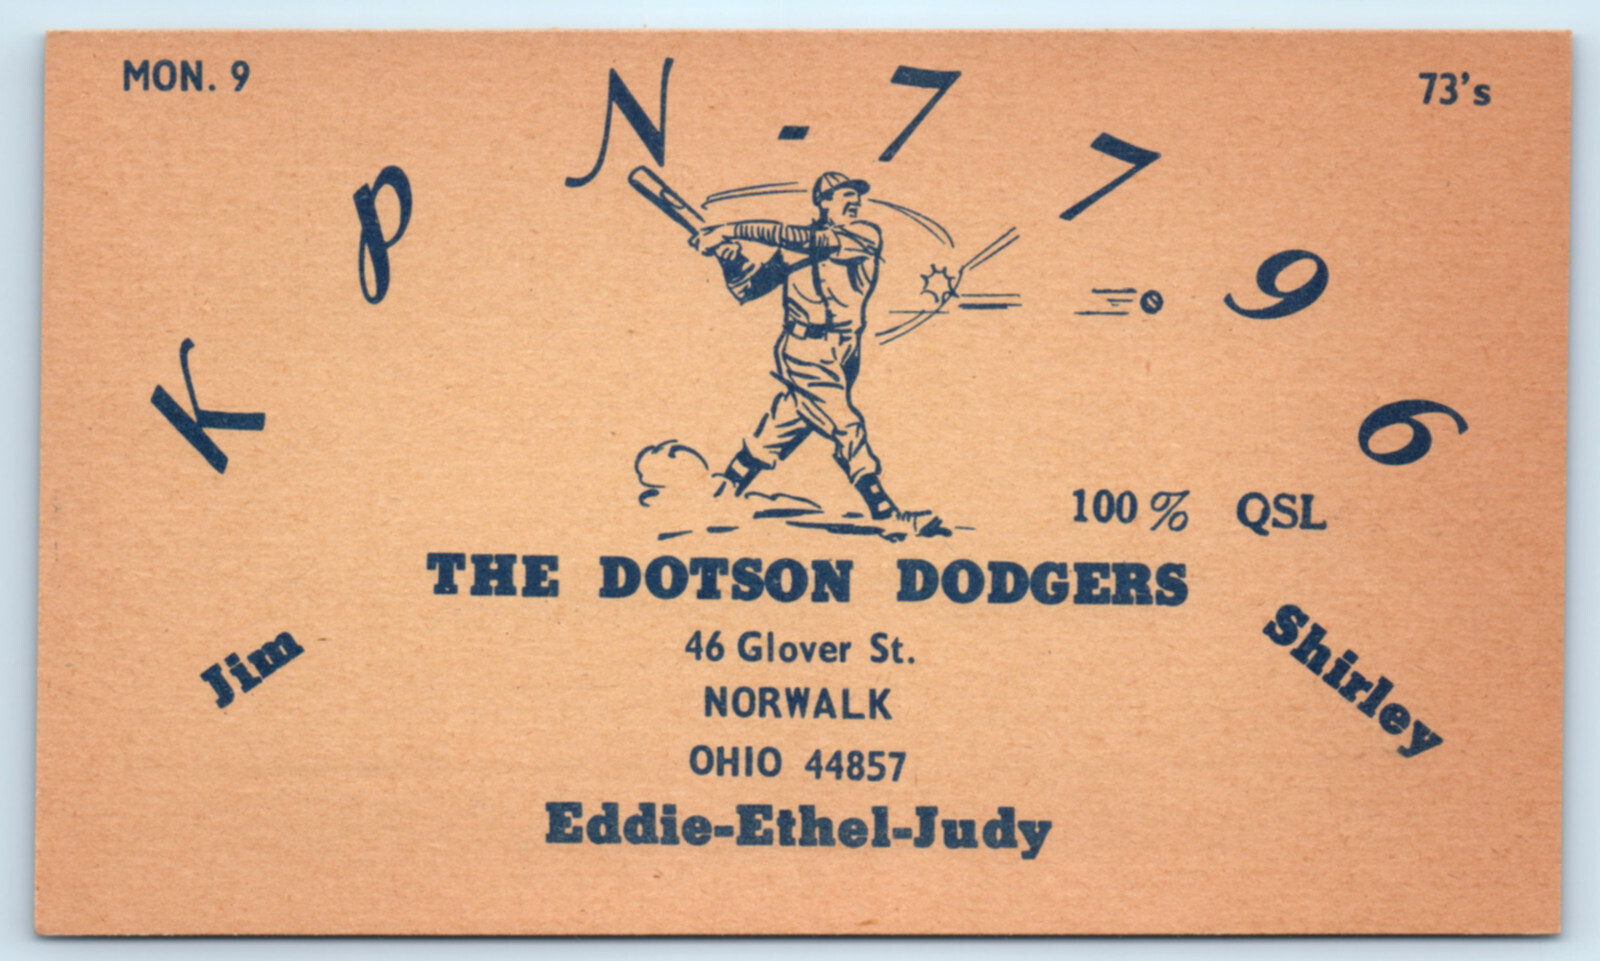 MON. 9
73's
KPN-7796
100% QSL
THE DOTSON DODGERS
46 Glover St.
NORWALK
OHIO 44857
Jim
Shirley
Eddie-Ethel-Judy